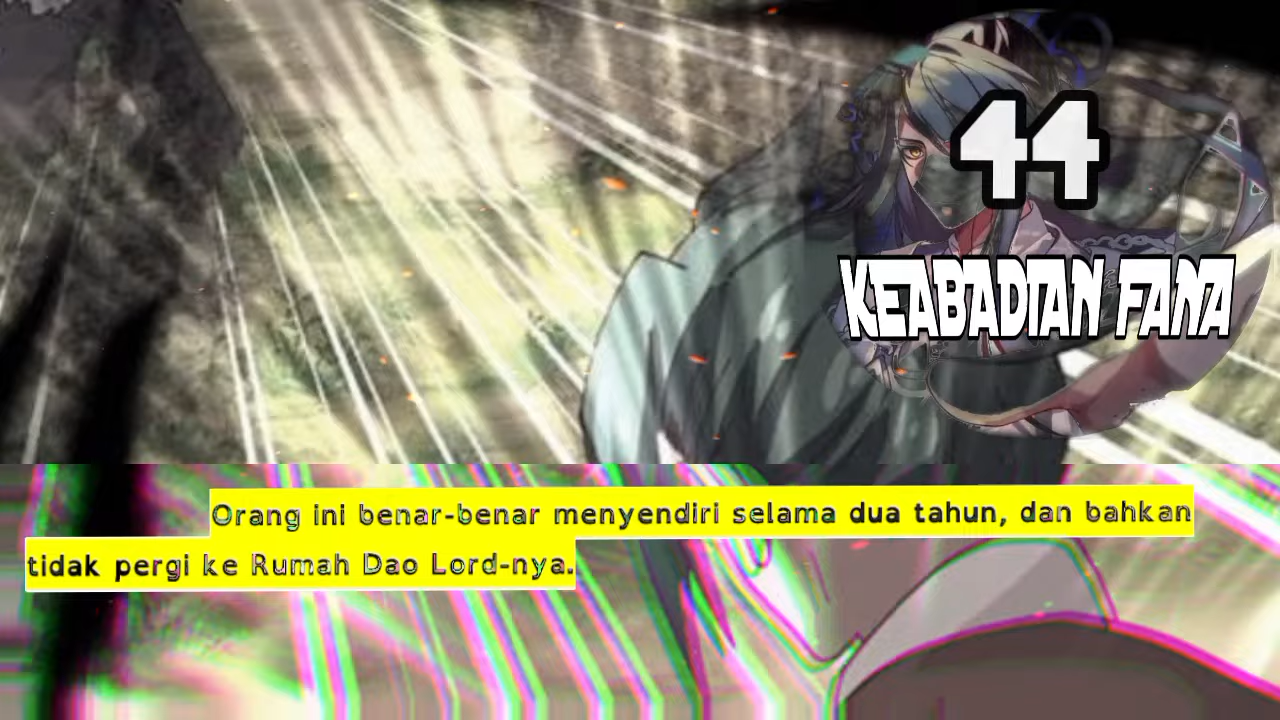 44
KEABADIAN FANA
Orang ini benar-benar menyendiri selama dua tahun, dan bahkan
tidak pergi ke Rumah Dao Lord-nya.